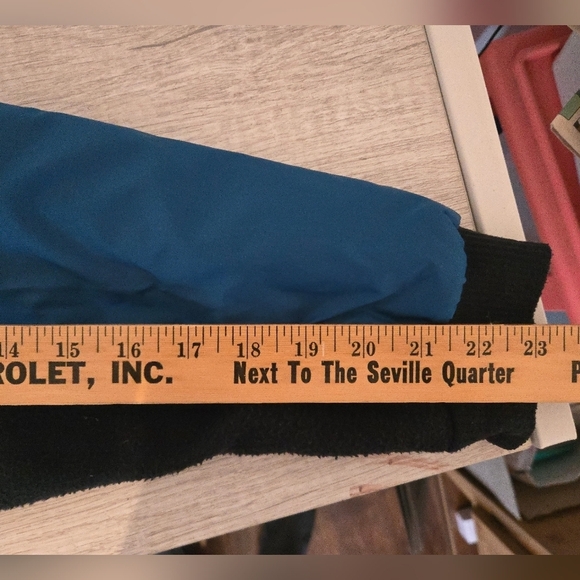 14 15 16 17 18 19 20 21 22 23
ROLET, INC. Next To The Seville Quarter P